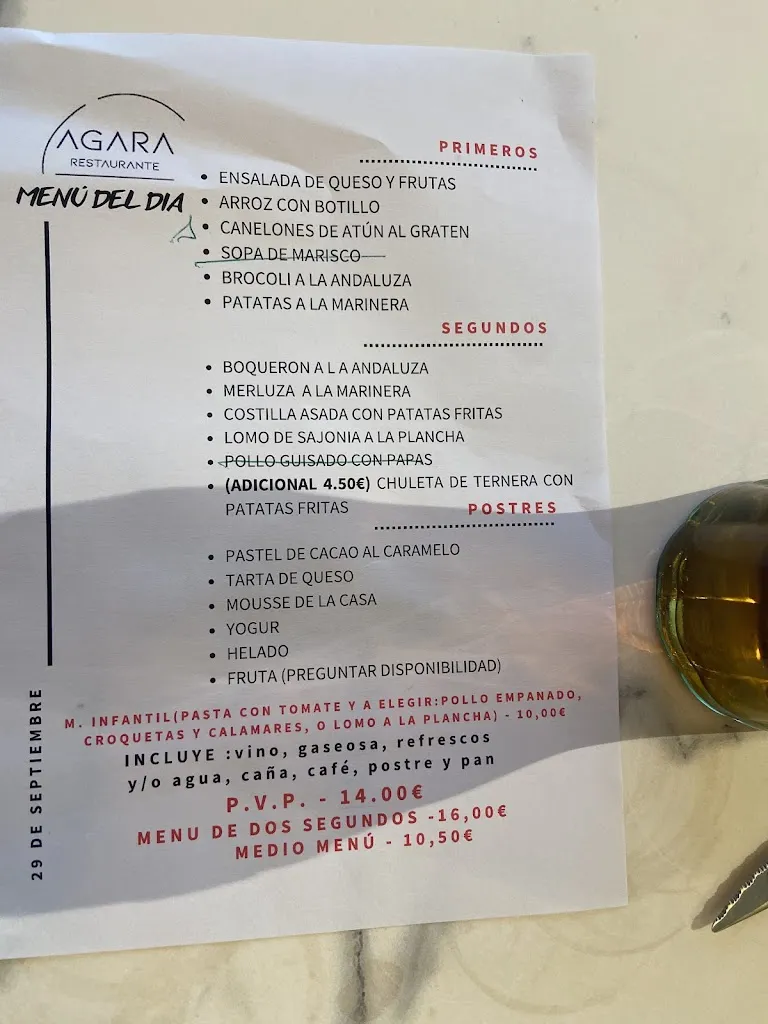 AGARA
RESTAURANTE
MENÚ DEL DIA
PRIMEROS
• ENSALADA DE QUESO Y FRUTAS
• ARROZ CON BOTILLO
• CANELONES DE ATÚN AL GRATEN
• SOPA DE MARISCO
• BROCOLI A LA ANDALUZA
• PATATAS A LA MARINERA
SEGUNDOS
• BOQUERON A L A ANDALUZA
• MERLUZA A LA MARINERA
• COSTILLA ASADA CON PATATAS FRITAS
• LOMO DE SAJONIA A LA PLANCHA
• POLLO GUISADO CON PAPAS
• (ADICIONAL 4.50€) CHULETA DE TERNERA CON
PATATAS FRITAS
POSTRES
• PASTEL DE CACAO AL CARAMELO
• TARTA DE QUESO
• MOUSSE DE LA CASA
• YOGUR
• HELADO
• FRUTA (PREGUNTAR DISPONIBILIDAD)
M. INFANTIL(PASTA CON TOMATE Y A ELEGIR:POLLO EMPANADO,
CROQUETAS Y CALAMARES, O LOMO A LA PLANCHA) - 10,00€
INCLUYE :vino, gaseosa, refrescos
y/o agua, caña, café, postre y pan
P.V.P. - 14.00€
MENU DE DOS SEGUNDOS -16,00€
MEDIO MENÚ - 10,50€
29 DE SEPTIEMBRE